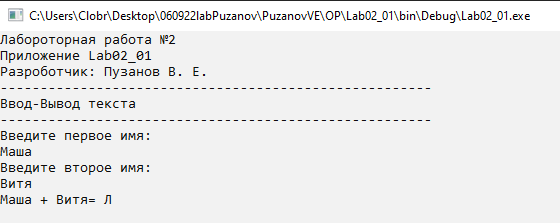 C:\Users\Clobr\Desktop\060922labPuzanov\PuzanovVE\OP\Lab02_01\bin\Debug\Lab02_01.exe
Лабороторная работа №2
Приложение Lab02_01
Разработчик: Пузанов В. Е.
------------------------------------------------------
Ввод-Вывод текста
------------------------------------------------------
Введите первое имя:
Маша
Введите второе имя:
Витя
Маша + Витя= Л